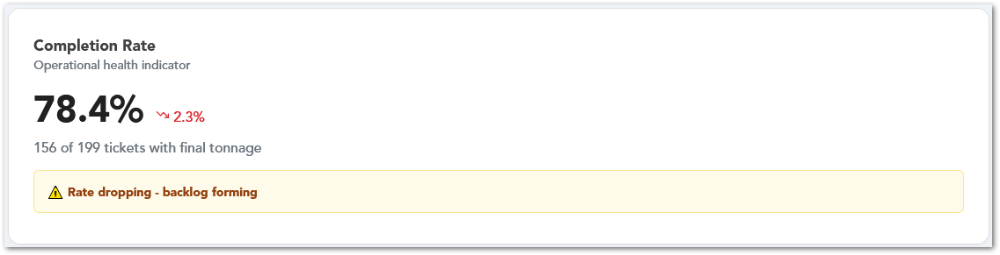 Completion Rate
Operational health indicator
78.4% 2.3%
156 of 199 tickets with final tonnage
Rate dropping - backlog forming